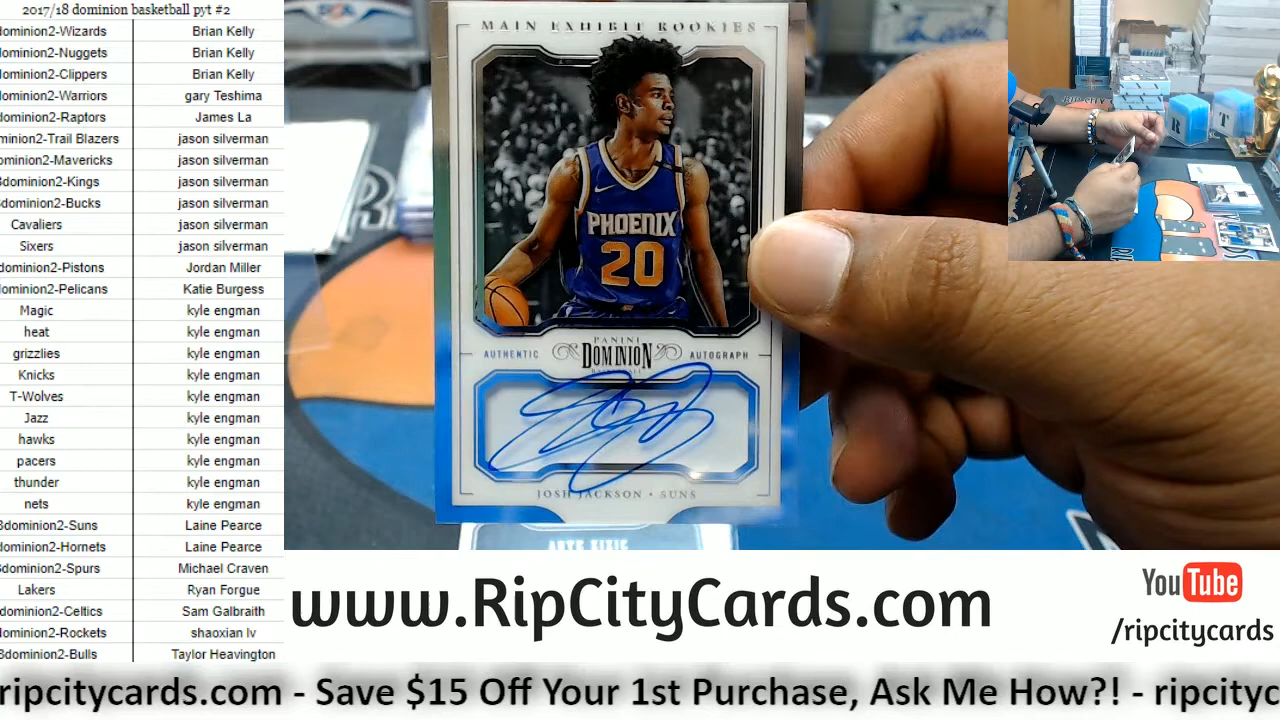 2017/18 dominion basketball pyt #2
dominion2-Wizards Brian Kelly
dominion2-Nuggets Brian Kelly
dominion2-Clippers Brian Kelly
ominion2-Warriors gary Teshima
ominion2-Raptors James La
minion2-Trail Blazers jason silverman
ominion2-Mavericks jason silverman
dominion2-Kings jason silverman
dominion2-Bucks jason silverman
Cavaliers jason silverman
Sixers jason silverman
dominion2-Pistons Jordan Miller
ominion2-Pelicans Katie Burgess
Magic kyle engman
heat kyle engman
grizzlies kyle engman
Knicks kyle engman
T-Wolves kyle engman
Jazz kyle engman
hawks kyle engman
pacers kyle engman
thunder kyle engman
nets kyle engman
8dominion2-Suns Laine Pearce
ominion2-Hornets Laine Pearce
8dominion2-Spurs Michael Craven
Lakers Ryan Forgue
dominion2-Celtics Sam Galbraith
ominion2-Rockets shaoxian lv
8dominion2-Bulls Taylor Heavington
MAIN EXHIBIT ROOKIES
PHOENIX
20
PANINI
AUTHENTIC DOMINION AUTOGRAPH
JOSH JACKSON • SUNS
R T
www.RipCityCards.com
YouTube
/ripcitycards
ripcitycards.com - Save $15 Off Your 1st Purchase, Ask Me How?! - ripcityc